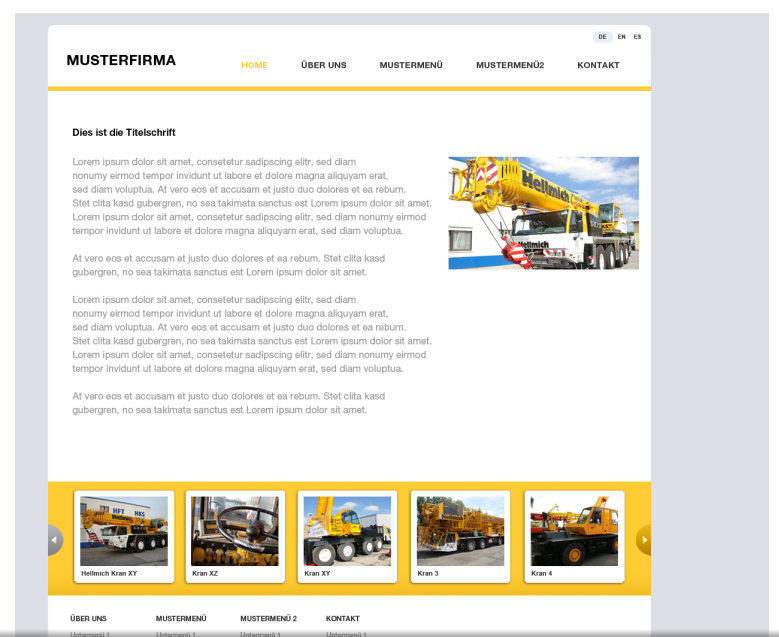 DE EN ES
MUSTERFIRMA
HOME ÜBER UNS MUSTERMENÜ MUSTERMENÜ2 KONTAKT
Dies ist die Titelschrift
Lorem ipsum dolor sit amet, consetetur sadipscing elitr, sed diam
nonumy eirmod tempor invidunt ut labore et dolore magna aliquyam erat,
sed diam voluptua. At vero eos et accusam et justo duo dolores et ea rebum.
Stet clita kasd gubergren, no sea takimata sanctus est Lorem ipsum dolor sit amet.
Lorem ipsum dolor sit amet, consetetur sadipscing elitr, sed diam nonumy eirmod
tempor invidunt ut labore et dolore magna aliquyam erat, sed diam voluptua.
At vero eos et accusam et justo duo dolores et ea rebum. Stet clita kasd
gubergren, no sea takimata sanctus est Lorem ipsum dolor sit amet.
Lorem ipsum dolor sit amet, consetetur sadipscing elitr, sed diam
nonumy eirmod tempor invidunt ut labore et dolore magna aliquyam erat,
sed diam voluptua. At vero eos et accusam et justo duo dolores et ea rebum.
Stet clita kasd gubergren, no sea takimata sanctus est Lorem ipsum dolor sit amet.
Lorem ipsum dolor sit amet, consetetur sadipscing elitr, sed diam nonumy eirmod
tempor invidunt ut labore et dolore magna aliquyam erat, sed diam voluptua.
At vero eos et accusam et justo duo dolores et ea rebum. Stet clita kasd
gubergren, no sea takimata sanctus est Lorem ipsum dolor sit amet.
Hellmich
Hellmich
HFT HKS
Hellmich Kran XY
Kran XZ
Kran XY
Kran 3
Kran 4
ÜBER UNS MUSTERMENÜ MUSTERMENÜ 2 KONTAKT
Untermenü 1 Untermenü 1 Untermenü 1 Untermenü 1